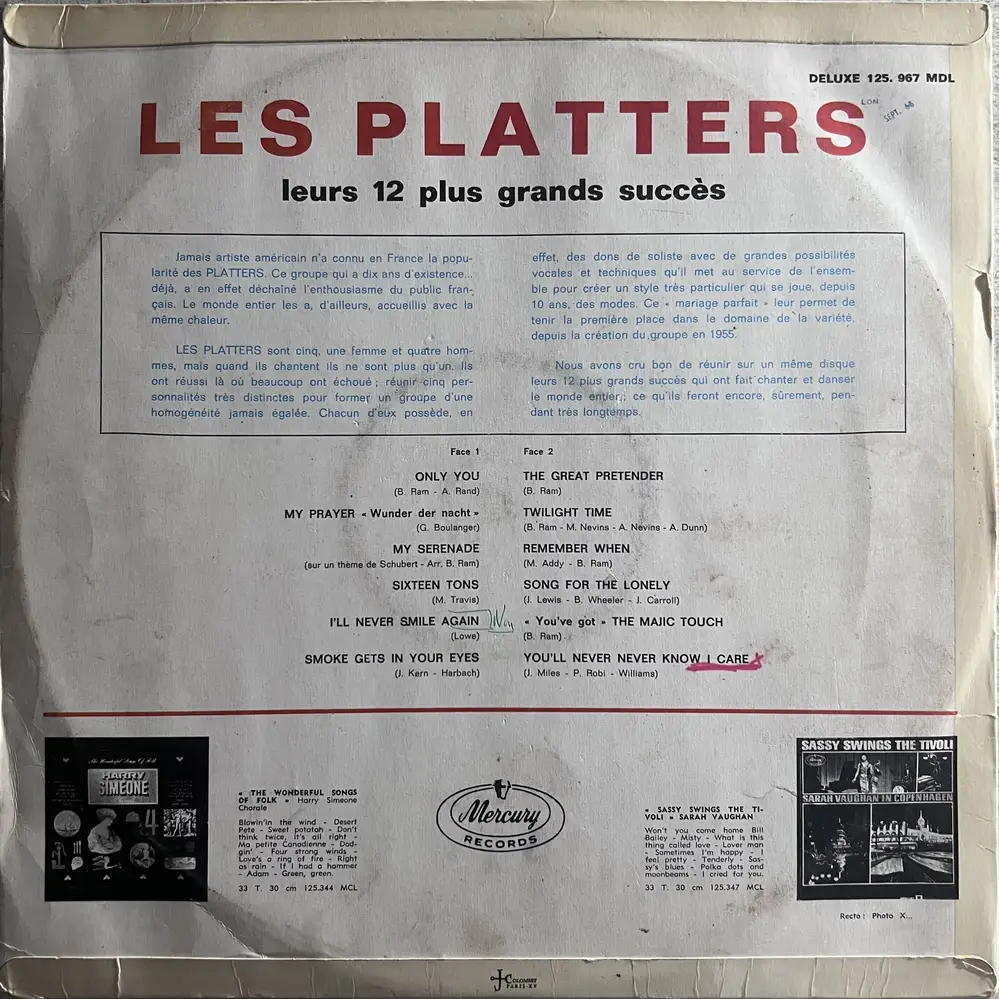 DELUXE 125. 967 MDL
LON
SEPT. 66
LES PLATTERS
leurs 12 plus grands succès
Jamais artiste américain n'a connu en France la popu-
larité des PLATTERS. Ce groupe qui a dix ans d'existence...
déjà, a en effet déchaîné l'enthousiasme du public fran-
çais. Le monde entier les a, d'ailleurs, accueillis avec la
même chaleur.
LES PLATTERS sont cinq, une femme et quatre hom-
mes, mais quand ils chantent ils ne sont plus qu'un. Ils
ont réussi là où beaucoup ont échoué ; réunir cinq per-
sonnalités très distinctes pour former un groupe d'une
homogénéité jamais égalée. Chacun d'eux possède, en
effet, des dons de soliste avec de grandes possibilités
vocales et techniques qu'il met au service de l'ensem-
ble pour créer un style très particulier qui se joue, depuis
10 ans, des modes. Ce « mariage parfait » leur permet de
tenir la première place dans le domaine de la variété,
depuis la création du groupe en 1955.
Nous avons cru bon de réunir sur un même disque
leurs 12 plus grands succès qui ont fait chanter et danser
le monde entier ; ce qu'ils feront encore, sûrement, pen-
dant très longtemps.
Face 1
ONLY YOU
(B. Ram - A. Rand)
MY PRAYER « Wunder der nacht »
(G. Boulanger)
MY SERENADE
(sur un thème de Schubert - Arr. B. Ram)
SIXTEEN TONS
(M. Travis)
I'LL NEVER SMILE AGAIN
(Lowe)
SMOKE GETS IN YOUR EYES
(J. Kern - Harbach)
Face 2
THE GREAT PRETENDER
(B. Ram)
TWILIGHT TIME
(B. Ram - M. Nevins - A. Nevins - A. Dunn)
REMEMBER WHEN
(M. Addy - B. Ram)
SONG FOR THE LONELY
(J. Lewis - B. Wheeler - J. Carroll)
« You've got » THE MAJIC TOUCH
(B. Ram)
YOU'LL NEVER NEVER KNOW I CARE
(J. Miles - P. Robi - Williams)
The Wonderful Songs Of Folk
HARRY
SIMEONE
« THE WONDERFUL SONGS
OF FOLK » Harry Simeone
Chorale
Blowin'in the wind - Desert
Pete - Sweet potatoh - Don't
think twice, it's all right -
Ma petite Canadienne - Dod-
gin' - Four strong winds -
Love's a ring of fire - Right
as rain - If I had a hammer
- Adam - Green, green.
33 T. 30 cm 125.344 MCL
Mercury
RECORDS
« SASSY SWINGS THE TI-
VOLI » SARAH VAUGHAN
Won't you come home Bill
Bailey - Misty - What is this
thing called love - Lover man
- Sometimes I'm happy - I
feel pretty - Tenderly - Sas-
sy's blues - Polka dots and
moonbeams - I cried for you.
33 T. 30 cm 125.347 MCL
SASSY SWINGS THE TIVOLI
SARAH VAUGHAN IN COPENHAGEN
Recto : Photo X...
J COLOMBET
PARIS-XV